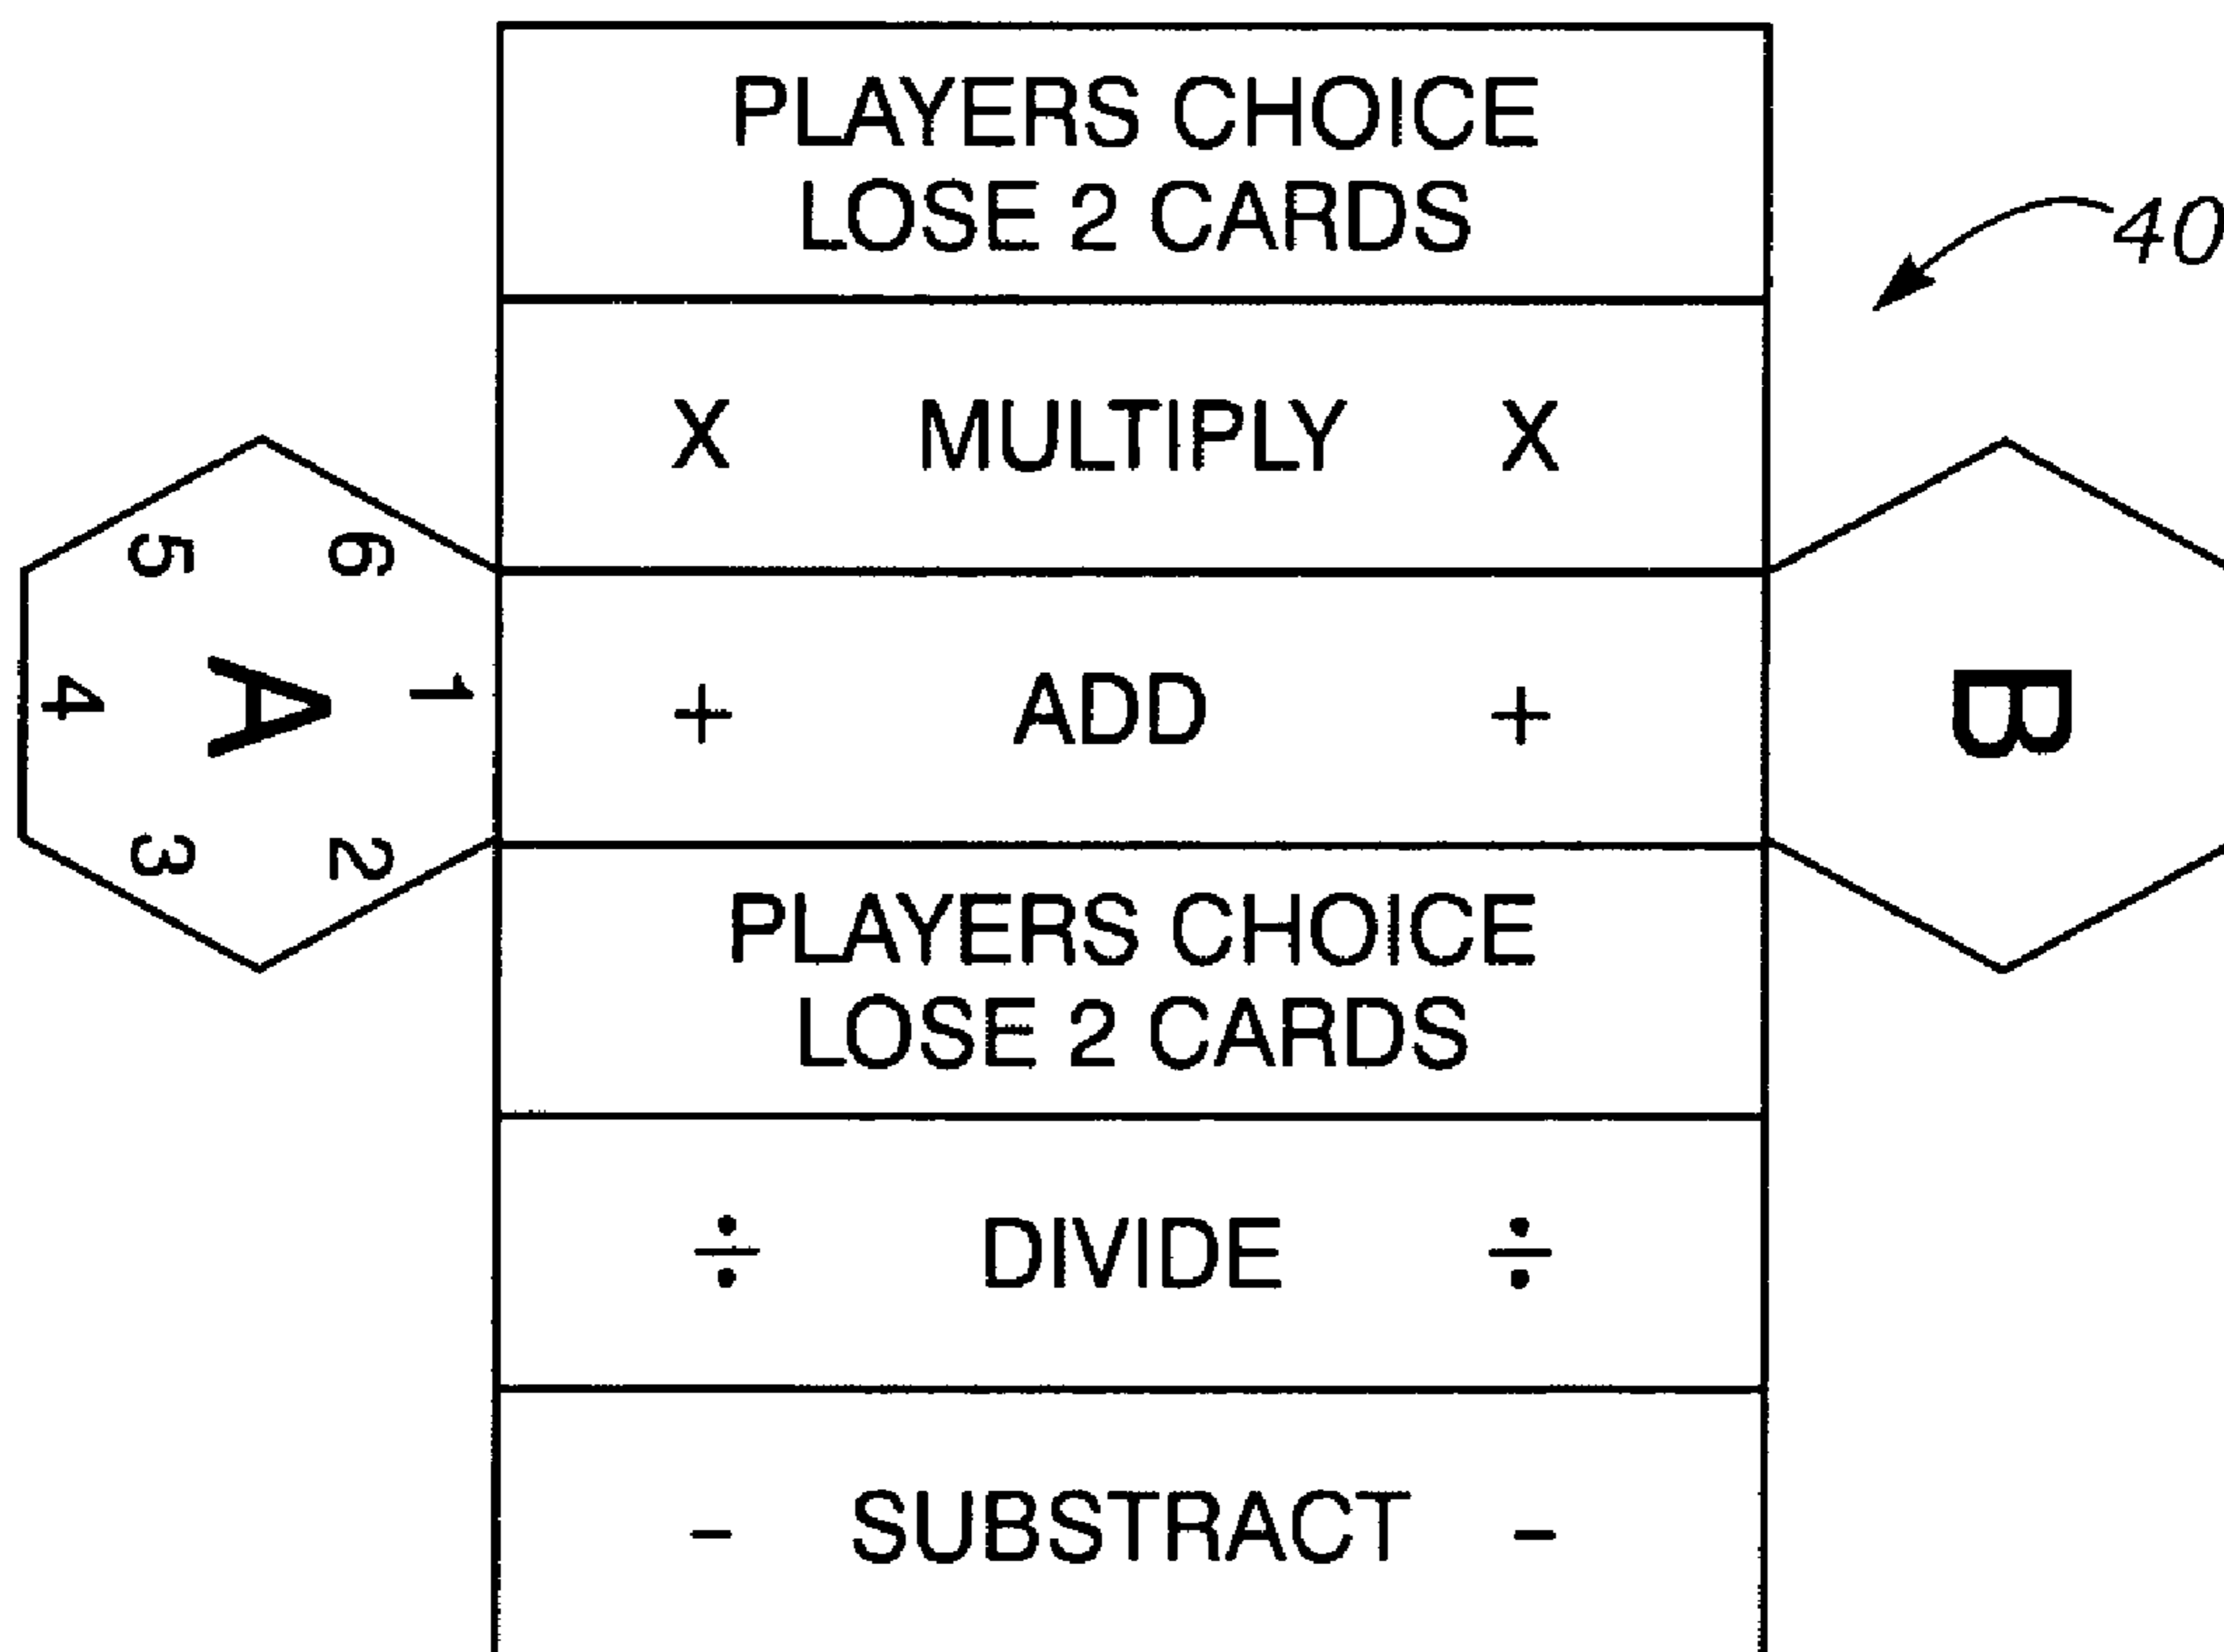 PLAYERS CHOICE
LOSE 2 CARDS
40
X MULTIPLY X
5 6
A
4 1
3 2
+ ADD +
B
PLAYERS CHOICE
LOSE 2 CARDS
÷ DIVIDE ÷
- SUBSTRACT -